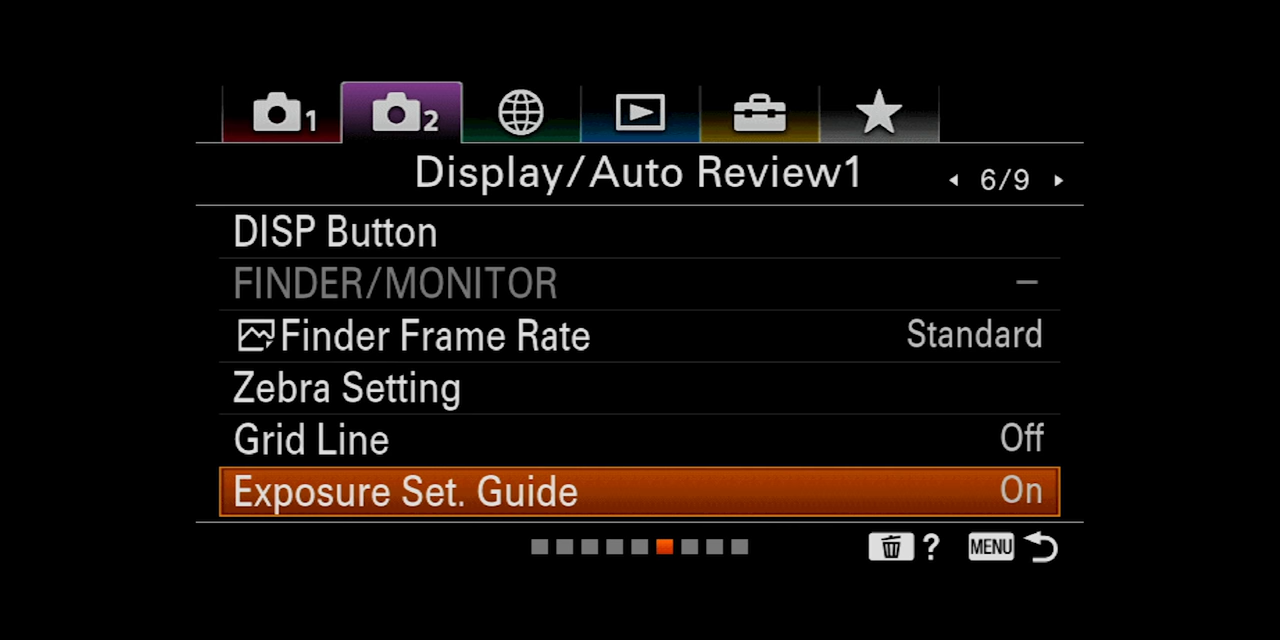 1 2
Display/Auto Review1 6/9
DISP Button
FINDER/MONITOR –
Finder Frame Rate Standard
Zebra Setting
Grid Line Off
Exposure Set. Guide On
? MENU